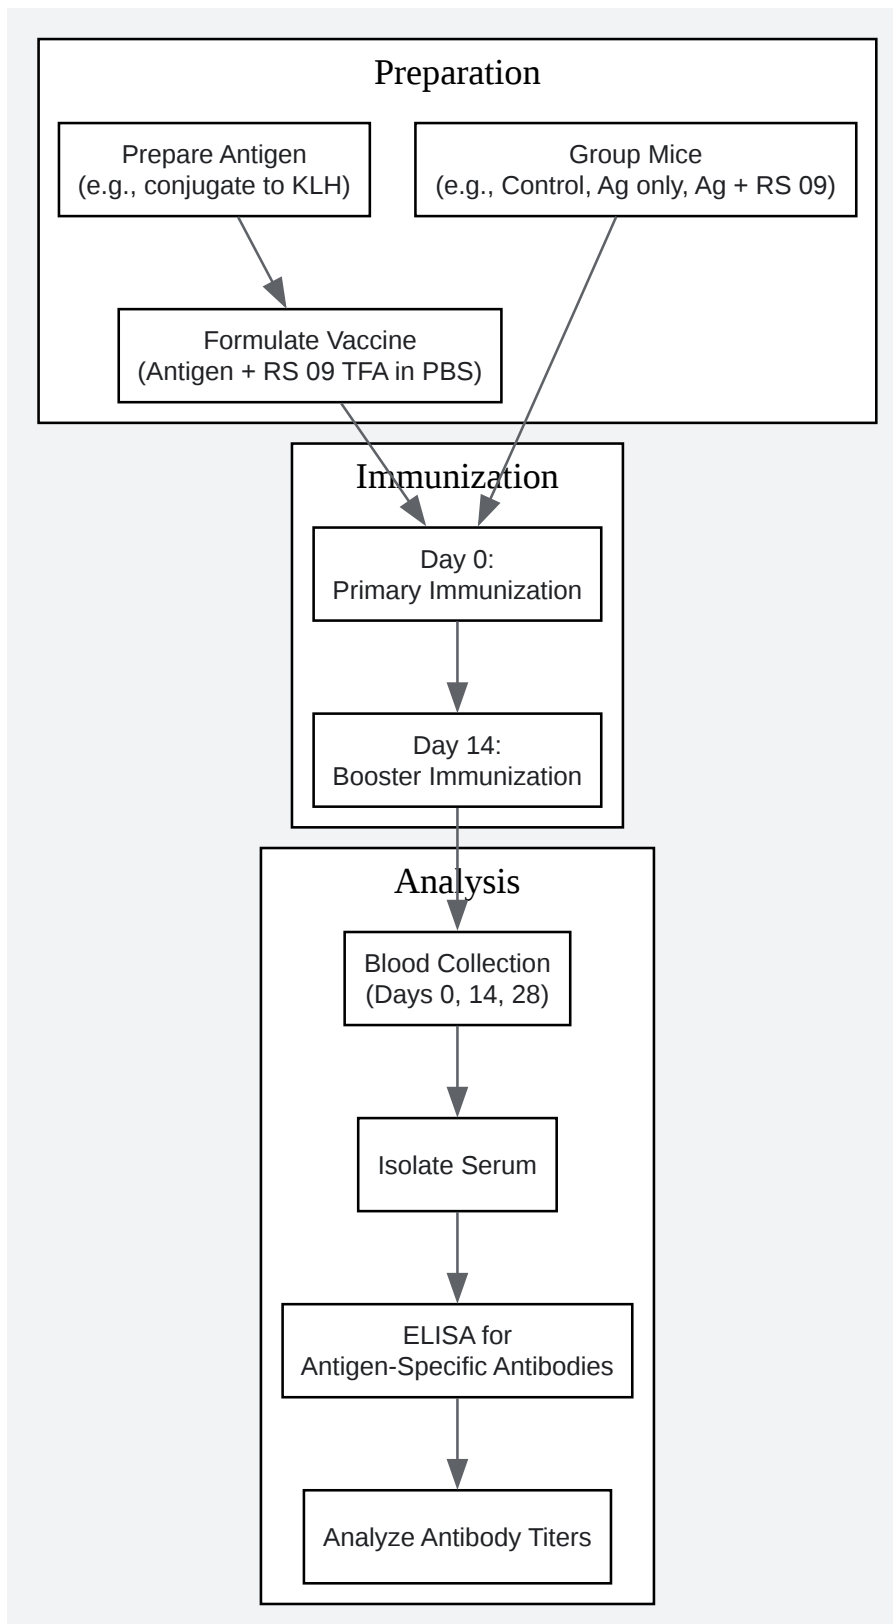 Preparation
Prepare Antigen
(e.g., conjugate to KLH)
Group Mice
(e.g., Control, Ag only, Ag + RS 09)
Formulate Vaccine
(Antigen + RS 09 TFA in PBS)
Immunization
Day 0:
Primary Immunization
Day 14:
Booster Immunization
Analysis
Blood Collection
(Days 0, 14, 28)
Isolate Serum
ELISA for
Antigen-Specific Antibodies
Analyze Antibody Titers